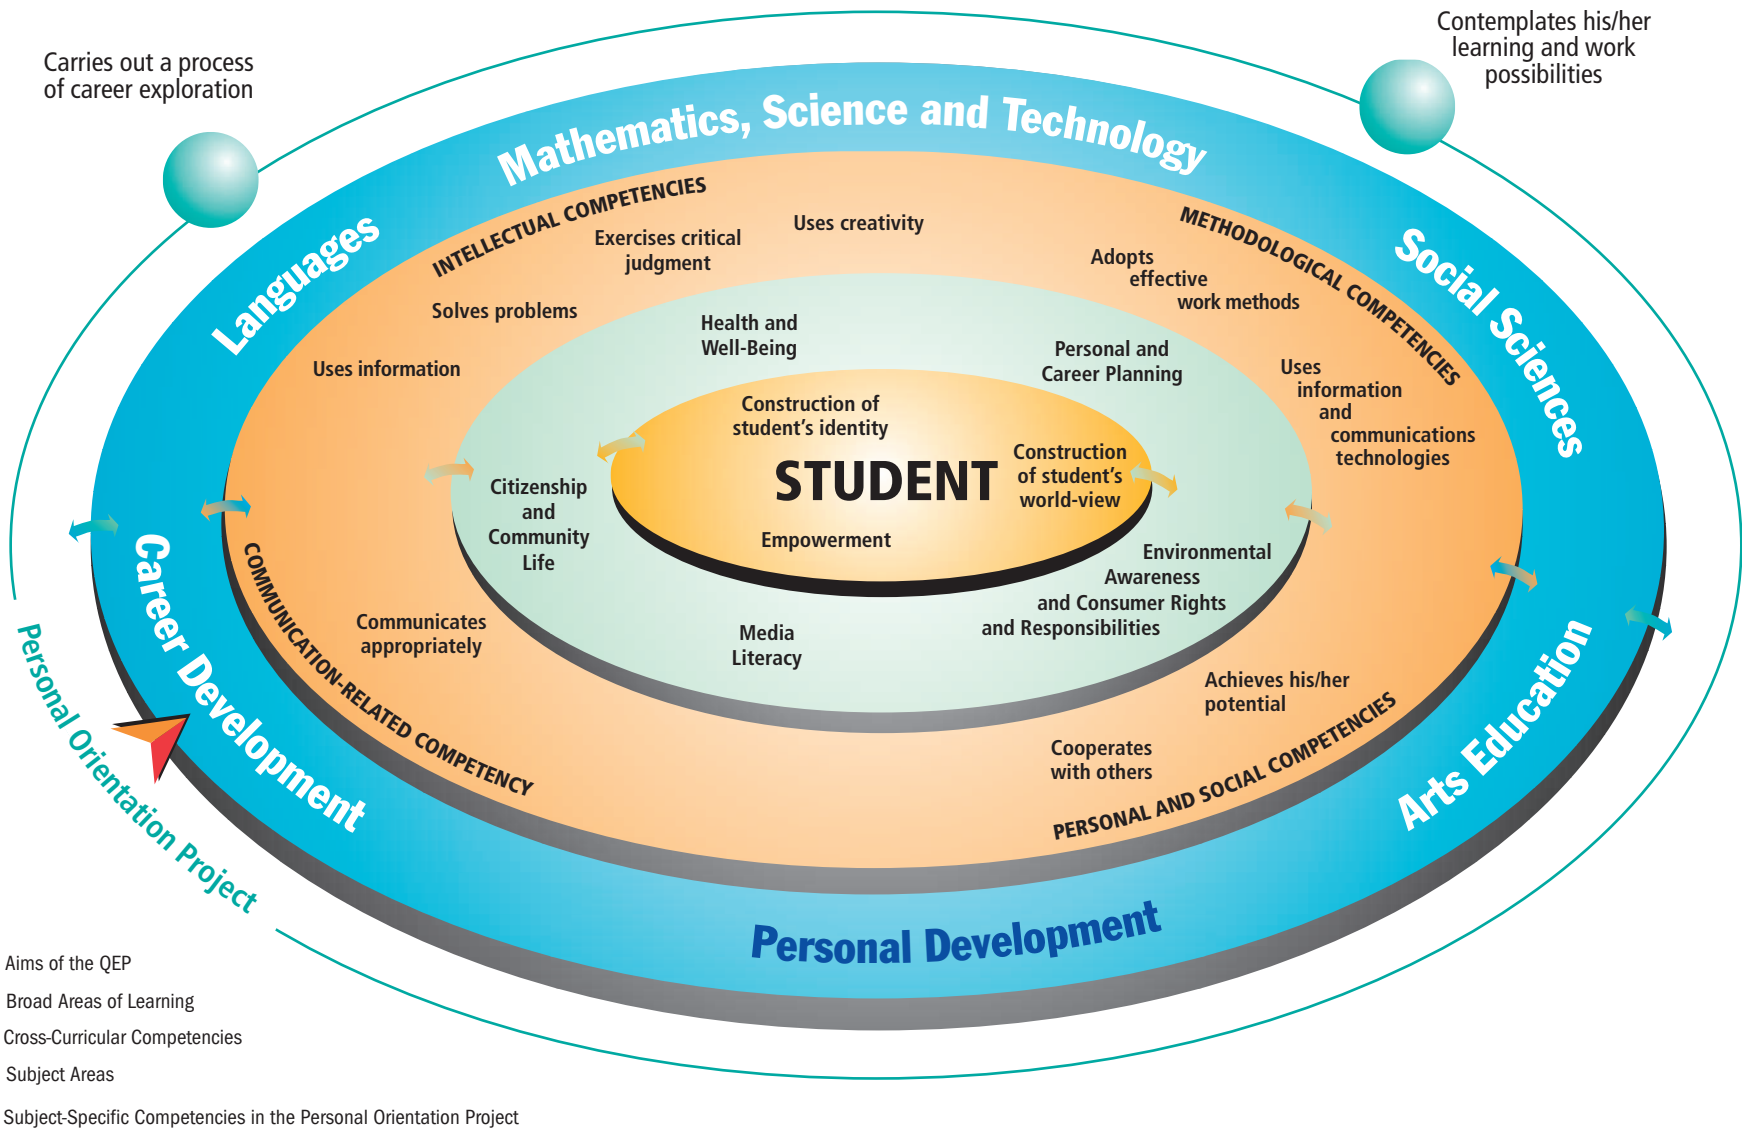 Carries out a process
of career exploration
Contemplates his/her
learning and work
possibilities
Mathematics, Science and Technology
Languages
Social Sciences
Career Development
Arts Education
Personal Development
Personal Orientation Project
INTELLECTUAL COMPETENCIES
Uses creativity
Exercises critical
judgment
Solves problems
Uses information
METHODOLOGICAL COMPETENCIES
Adopts
effective
work methods
Uses
information
and
communications
technologies
COMMUNICATION-RELATED COMPETENCY
Communicates
appropriately
PERSONAL AND SOCIAL COMPETENCIES
Achieves his/her
potential
Cooperates
with others
Health and
Well-Being
Personal and
Career Planning
Citizenship
and
Community
Life
Environmental
Awareness
and Consumer Rights
and Responsibilities
Media
Literacy
Construction of
student's identity
STUDENT
Construction
of student's
world-view
Empowerment
Aims of the QEP
Broad Areas of Learning
Cross-Curricular Competencies
Subject Areas
Subject-Specific Competencies in the Personal Orientation Project